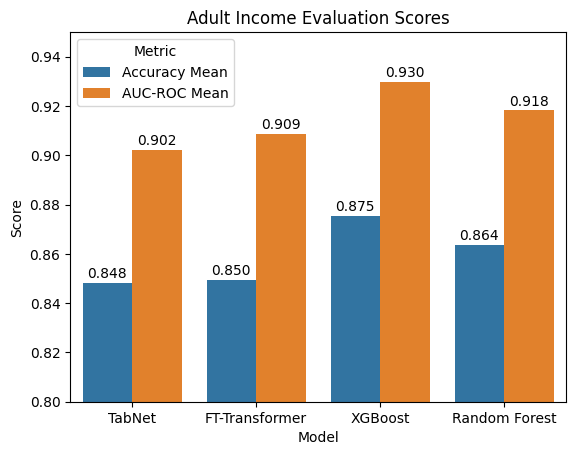 Adult Income Evaluation Scores
Metric
Accuracy Mean
AUC-ROC Mean
0.94
0.92
0.90
0.88
0.86
0.84
0.82
0.80
Score
0.848
0.902
0.850
0.909
0.875
0.930
0.864
0.918
TabNet
FT-Transformer
XGBoost
Random Forest
Model